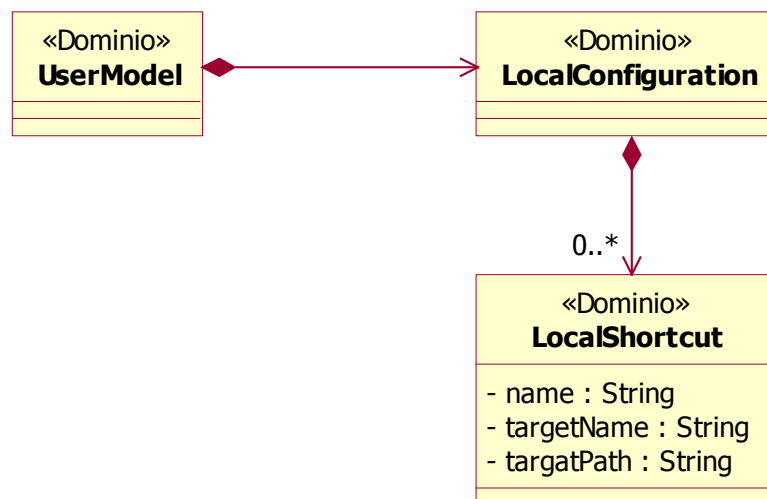 «Dominio»
UserModel
«Dominio»
LocalConfiguration
0..*
«Dominio»
LocalShortcut
- name : String
- targetName : String
- targatPath : String